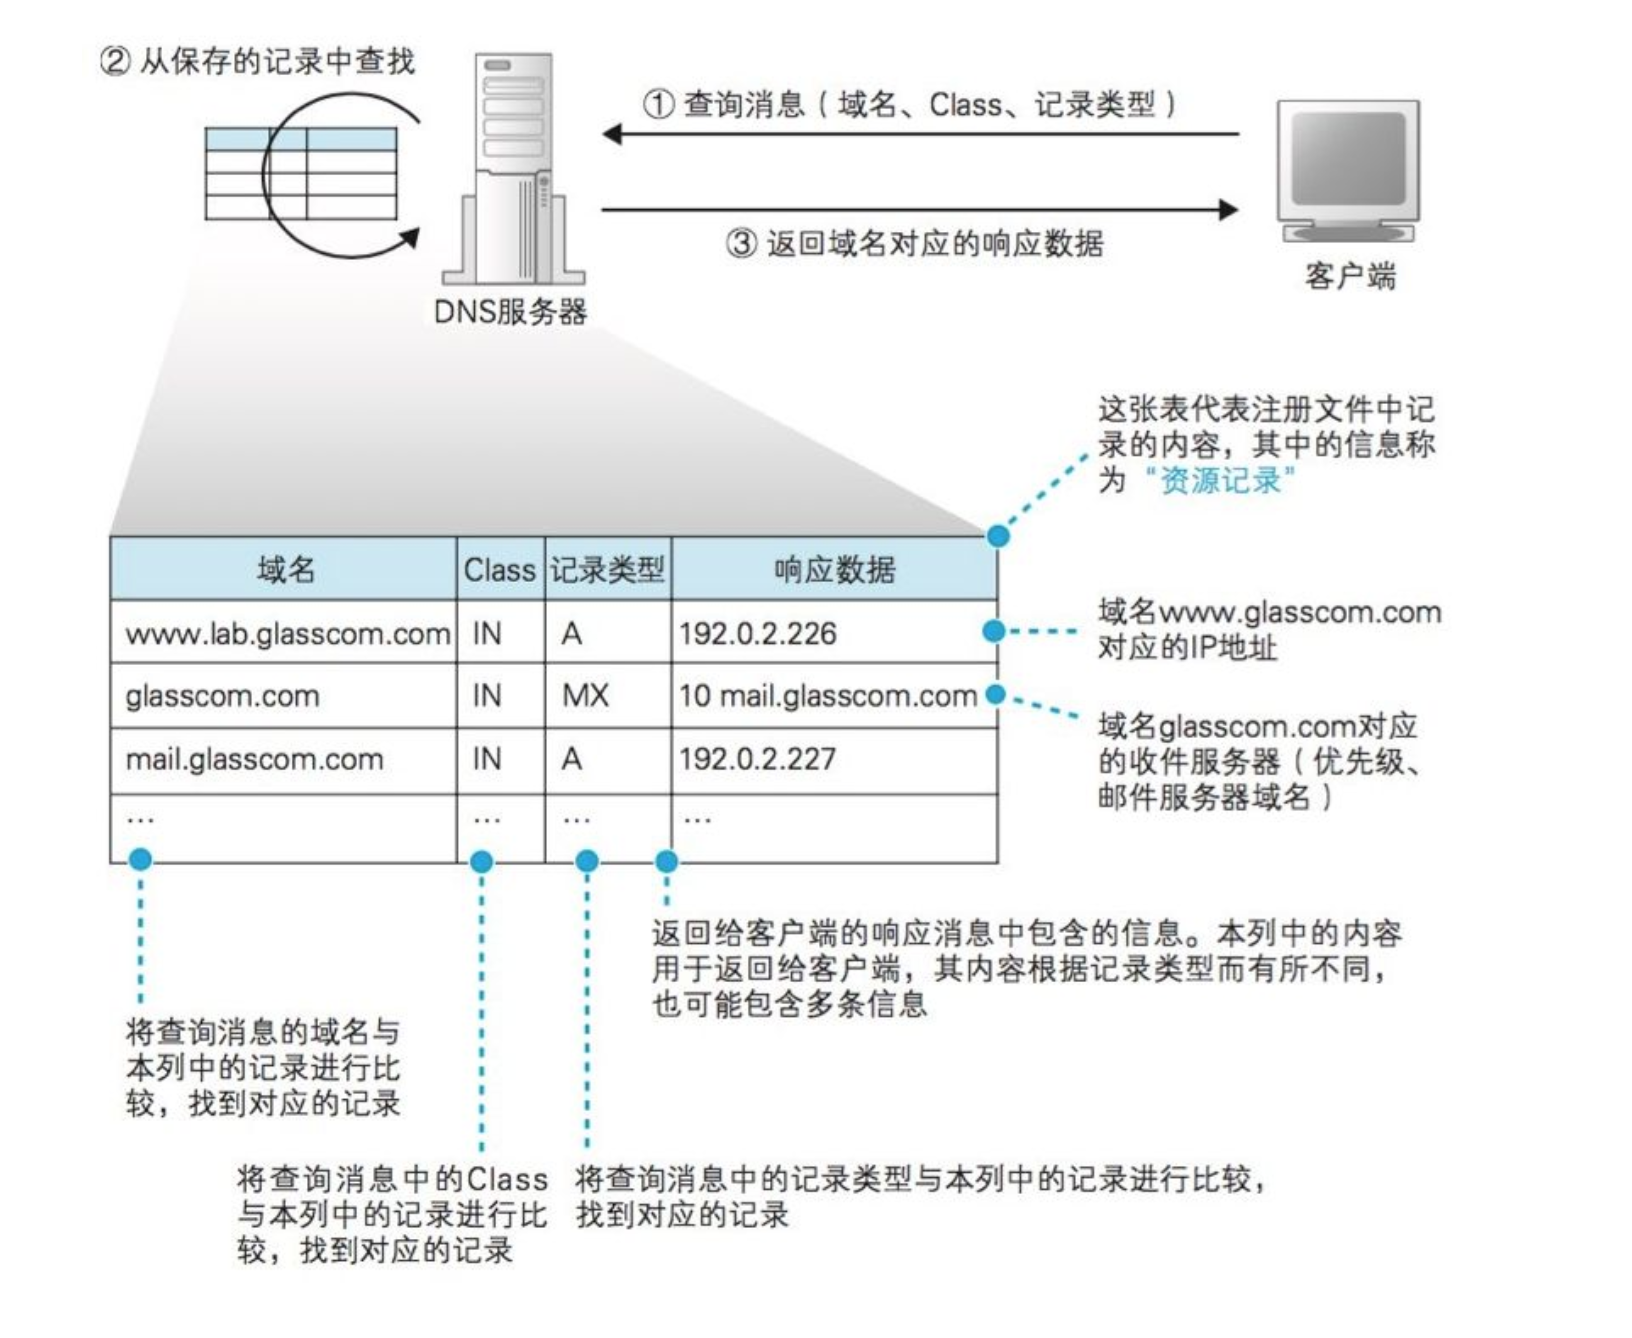 ② 从保存的记录中查找
① 查询消息（域名、Class、记录类型）
③ 返回域名对应的响应数据
DNS服务器
客户端
这张表代表注册文件中记
录的内容，其中的信息称
为“资源记录”
域名 Class 记录类型 响应数据
www.lab.glasscom.com IN A 192.0.2.226
glasscom.com IN MX 10 mail.glasscom.com
mail.glasscom.com IN A 192.0.2.227
… … … …
域名www.glasscom.com
对应的IP地址
域名glasscom.com对应
的收件服务器（优先级、
邮件服务器域名）
返回给客户端的响应消息中包含的信息。本列中的内容
用于返回给客户端，其内容根据记录类型而有所不同，
也可能包含多条信息
将查询消息的域名与
本列中的记录进行比
较，找到对应的记录
将查询消息中的Class
与本列中的记录进行比
较，找到对应的记录
将查询消息中的记录类型与本列中的记录进行比较，
找到对应的记录